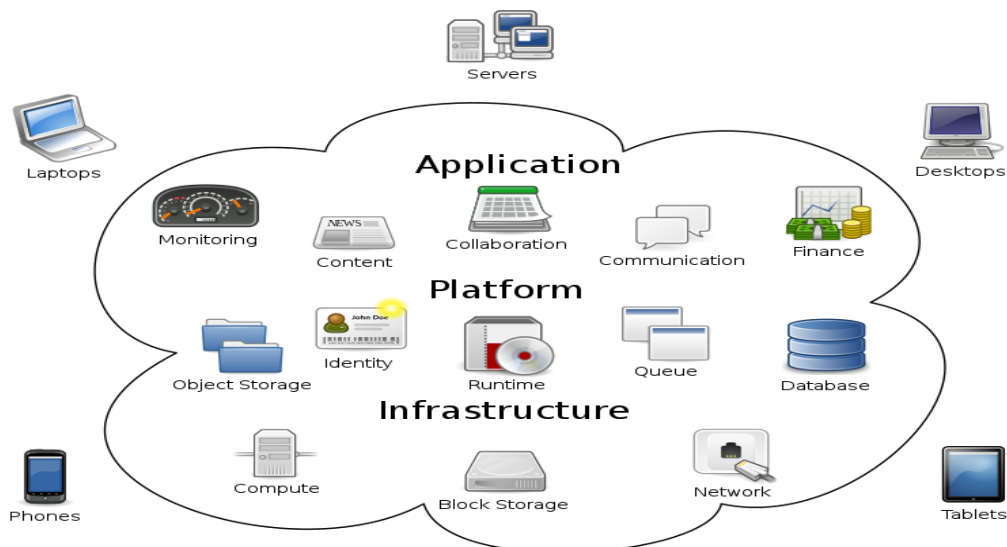 Servers
Laptops
Desktops
Application
Monitoring
NEWS
Content
Collaboration
Communication
Finance
Platform
Object Storage
John Doe
Identity
Runtime
Queue
Database
Infrastructure
Compute
Block Storage
Network
Phones
Tablets